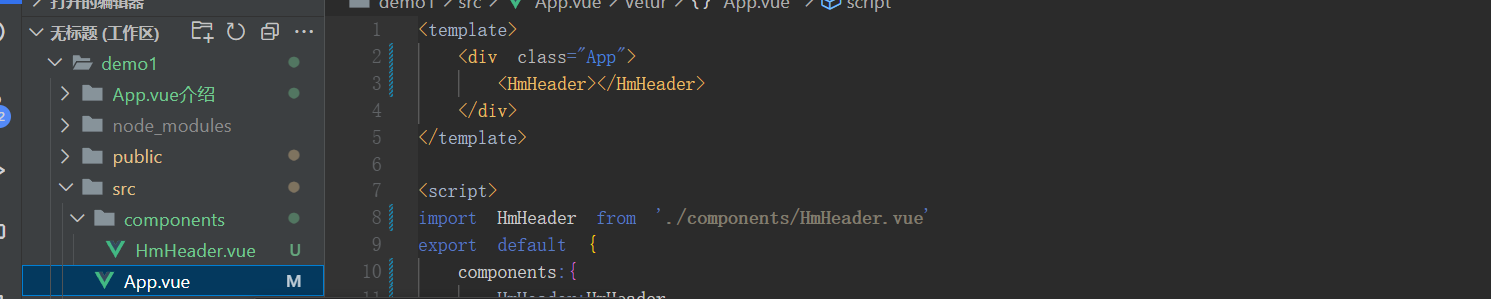 打开的编辑器
demo1 > src > App.vue > Vetur > {} App.vue > script
无标题 (工作区)
demo1
App.vue介绍
node_modules
public
src
components
HmHeader.vue U
App.vue M
2
1 <template>
2 <div class="App">
3 <HmHeader></HmHeader>
4 </div>
5 </template>
6
7 <script>
8 import HmHeader from './components/HmHeader.vue'
9 export default {
10 components:{
11 HmHeader:HmHeader